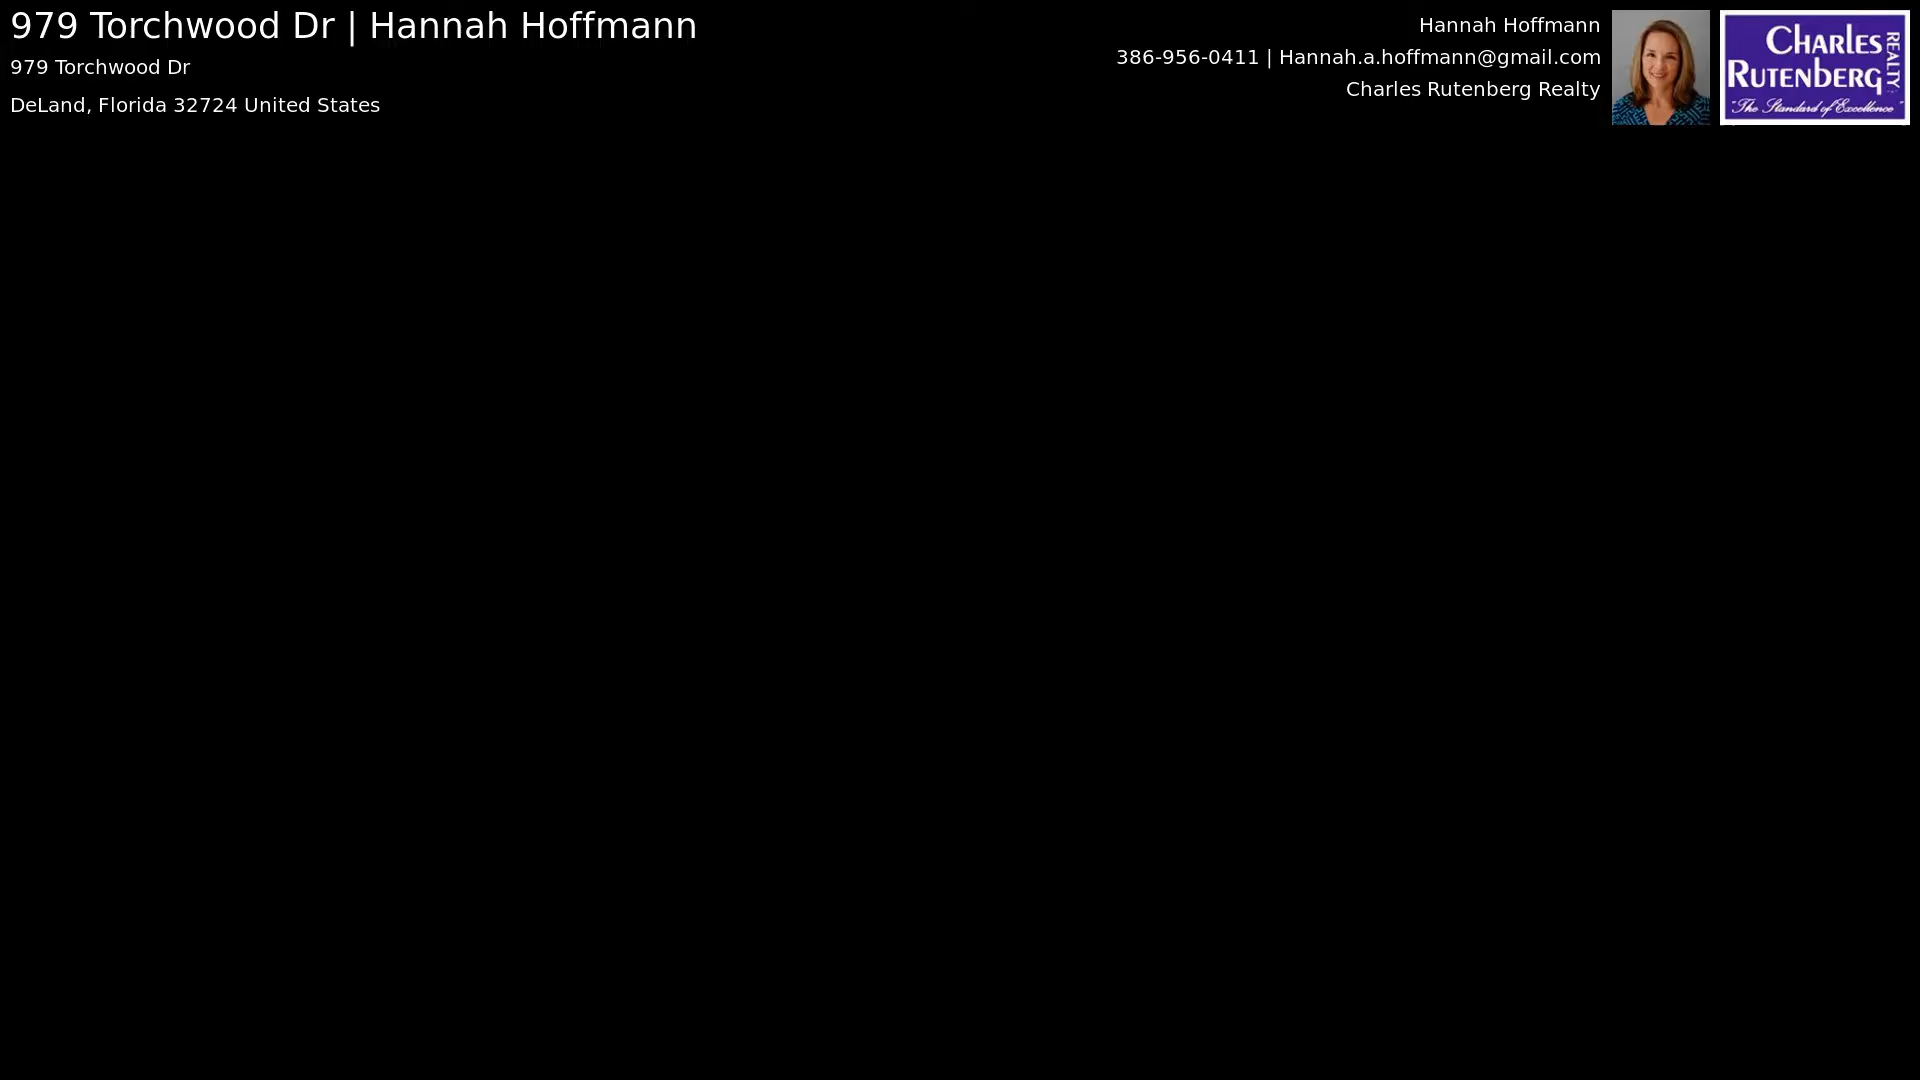 979 Torchwood Dr | Hannah Hoffmann
979 Torchwood Dr
DeLand, Florida 32724 United States
Hannah Hoffmann
386-956-0411 | Hannah.a.hoffmann@gmail.com
Charles Rutenberg Realty
CHARLES
RUTENBERG
REALTY
"The Standard of Excellence"